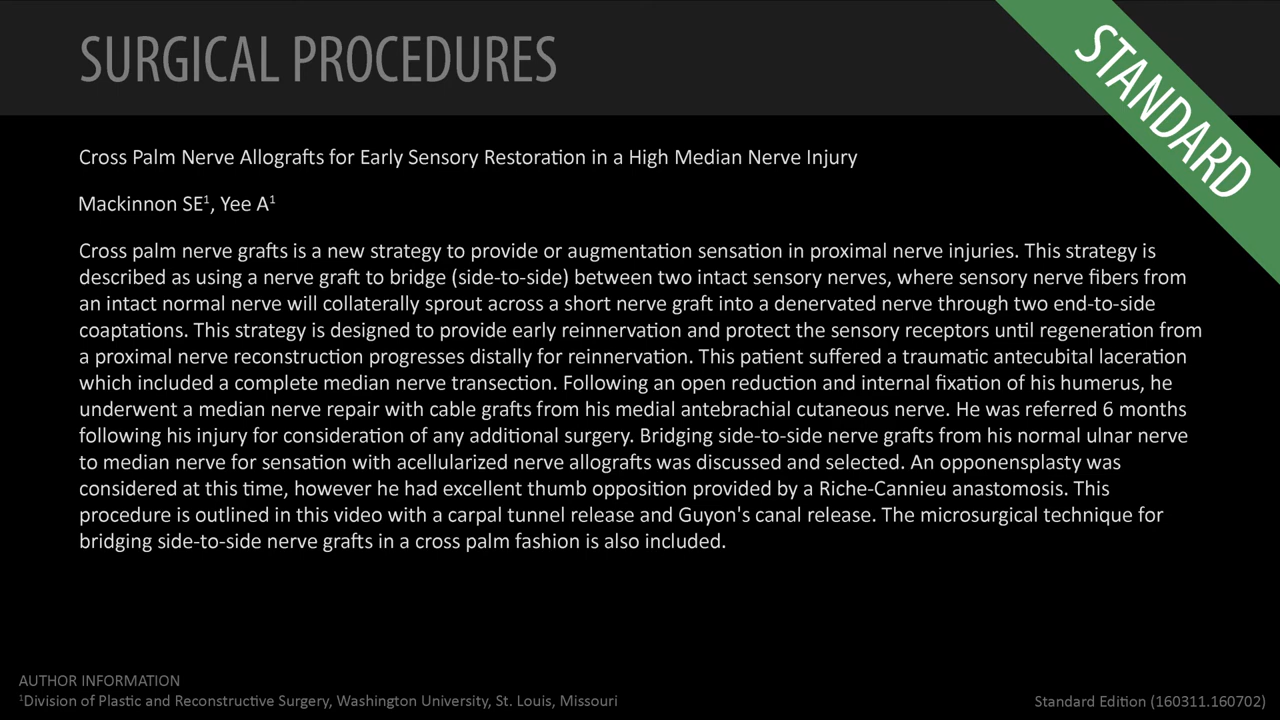 SURGICAL PROCEDURES
STANDARD
Cross Palm Nerve Allografts for Early Sensory Restoration in a High Median Nerve Injury
Mackinnon SE¹, Yee A¹
Cross palm nerve grafts is a new strategy to provide or augmentation sensation in proximal nerve injuries. This strategy is
described as using a nerve graft to bridge (side-to-side) between two intact sensory nerves, where sensory nerve fibers from
an intact normal nerve will collaterally sprout across a short nerve graft into a denervated nerve through two end-to-side
coaptations. This strategy is designed to provide early reinnervation and protect the sensory receptors until regeneration from
a proximal nerve reconstruction progresses distally for reinnervation. This patient suffered a traumatic antecubital laceration
which included a complete median nerve transection. Following an open reduction and internal fixation of his humerus, he
underwent a median nerve repair with cable grafts from his medial antebrachial cutaneous nerve. He was referred 6 months
following his injury for consideration of any additional surgery. Bridging side-to-side nerve grafts from his normal ulnar nerve
to median nerve for sensation with acellularized nerve allografts was discussed and selected. An opponensplasty was
considered at this time, however he had excellent thumb opposition provided by a Riche-Cannieu anastomosis. This
procedure is outlined in this video with a carpal tunnel release and Guyon's canal release. The microsurgical technique for
bridging side-to-side nerve grafts in a cross palm fashion is also included.
AUTHOR INFORMATION
¹Division of Plastic and Reconstructive Surgery, Washington University, St. Louis, Missouri
Standard Edition (160311.160702)